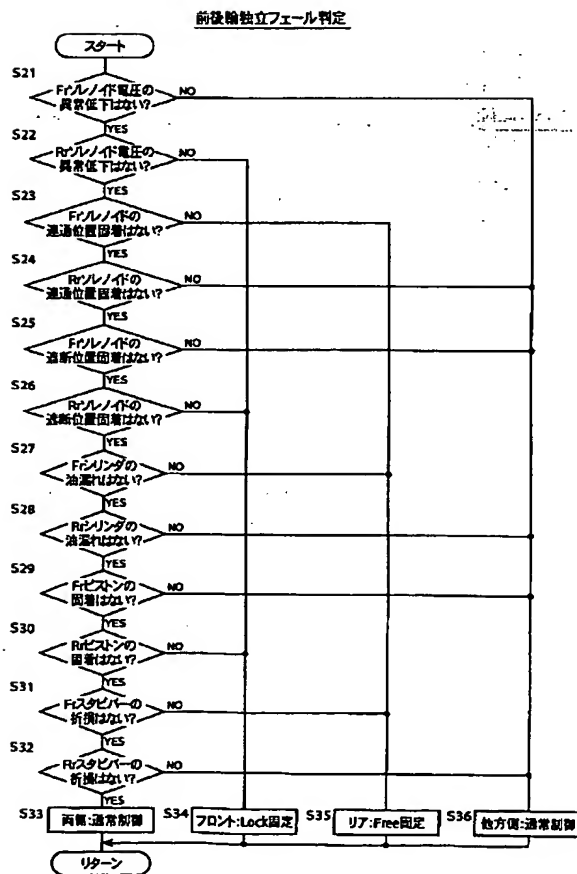 前後輪独立フェール判定
スタート
S21
Frソレノイド電圧の
異常低下はない?
NO
YES
S22
Rrソレノイド電圧の
異常低下はない?
NO
YES
S23
Frソレノイドの
連通位置固着はない?
NO
YES
S24
Rrソレノイドの
連通位置固着はない?
NO
YES
S25
Frソレノイドの
遮断位置固着はない?
NO
YES
S26
Rrソレノイドの
遮断位置固着はない?
NO
YES
S27
Frシリンダの
油漏れはない?
NO
YES
S28
Rrシリンダの
油漏れはない?
NO
YES
S29
Frピストンの
固着はない?
NO
YES
S30
Rrピストンの
固着はない?
NO
YES
S31
Frスタビバーの
折損はない?
NO
YES
S32
Rrスタビバーの
折損はない?
NO
YES
S33 両側:通常制御
S34 フロント:Lock固定
S35 リア:Free固定
S36 他方側:通常制御
リターン